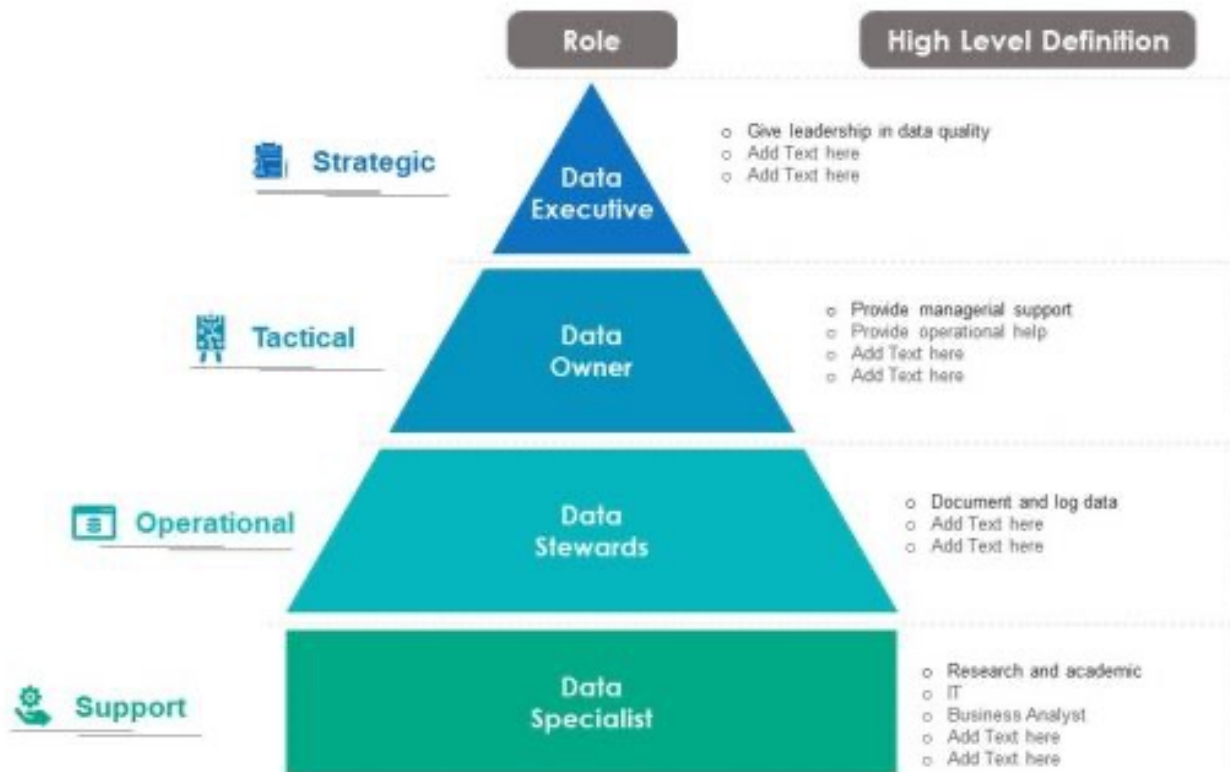 Role
High Level Definition
Strategic
Data
Executive
Give leadership in data quality
Add Text here
Add Text here
Tactical
Data
Owner
Provide managerial support
Provide operational help
Add Text here
Add Text here
Operational
Data
Stewards
Document and log data
Add Text here
Add Text here
Support
Data
Specialist
Research and academic
IT
Business Analyst
Add Text here
Add Text here